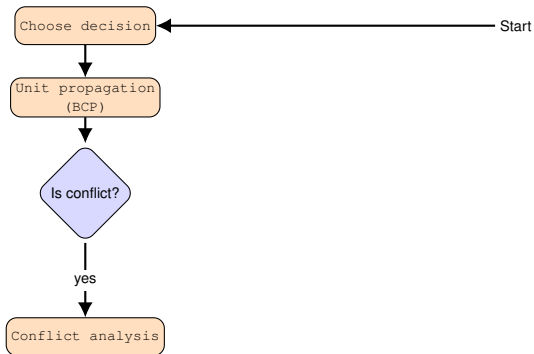 Choose decision
Start
Unit propagation
(BCP)
Is conflict?
yes
Conflict analysis